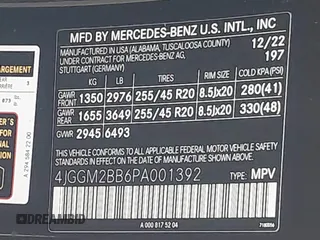 MFD BY MERCEDES-BENZ U.S. INTL., INC
MANUFACTURED IN USA (ALABAMA, TUSCALOOSA COUNTY) 12/22
UNDER CONTRACT FOR MERCEDES-BENZ AG, 197
STUTTGART (GERMANY)
KG LB TIRES RIM SIZE COLD KPA(PSI)
GAWR FRONT 1350 2976 255/45 R20 8.5Jx20 280(41)
GAWR REAR 1655 3649 255/45 R20 8.5Jx20 330(48)
GVWR 2945 6493
THIS VEHICLE CONFORMS TO ALL APPLICABLE U.S. FEDERAL MOTOR VEHICLE SAFETY
STANDARDS IN EFFECT ON THE DATE OF MANUFACTURE SHOWN ABOVE.
4JGGM2BB6PA001392 TYPE: MPV
A 000 817 52 04
DREAMBID